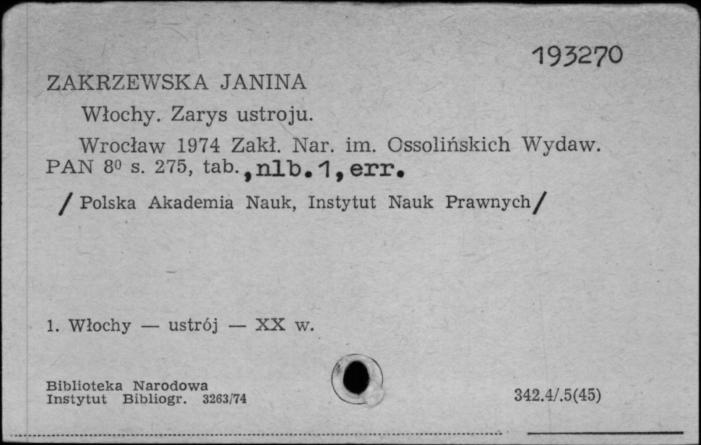 193270
ZAKRZEWSKA JANINA
Włochy. Zarys ustroju.
Wrocław 1974 Zakł. Nar. im. Ossolińskich Wydaw.
PAN 8⁰ s. 275, tab., nlb. 1, err.
/ Polska Akademia Nauk, Instytut Nauk Prawnych /
1. Włochy — ustrój — XX w.
Biblioteka Narodowa
Instytut Bibliogr. 3263/74
342.4/.5(45)